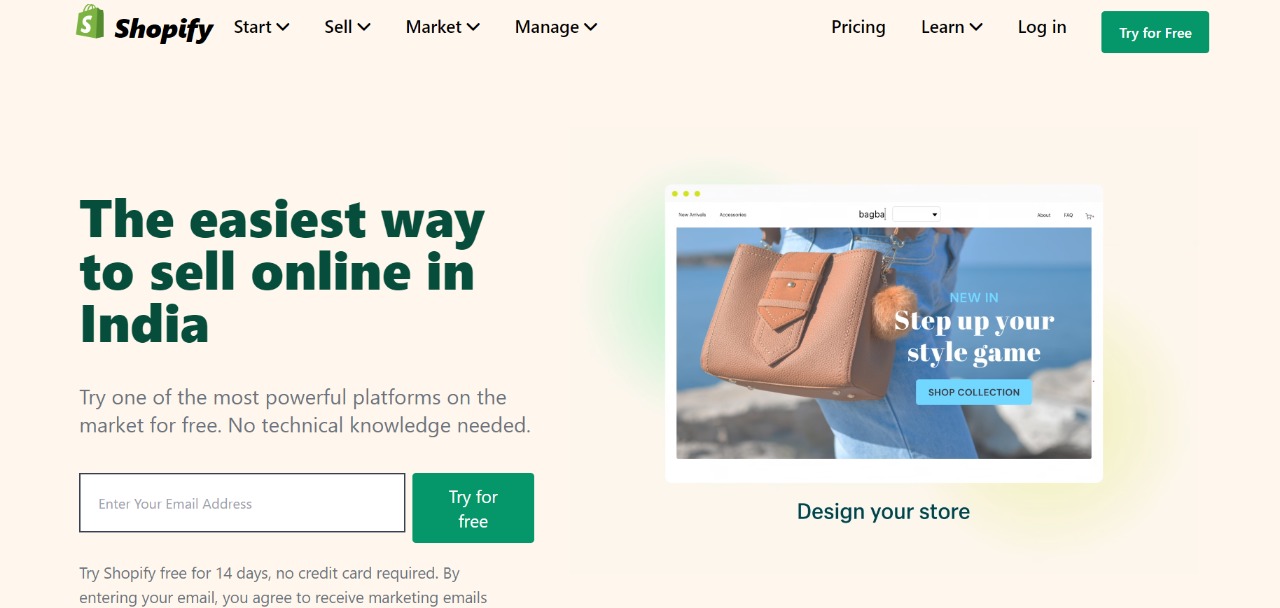 Shopify Start Sell Market Manage Pricing Learn Log in Try for Free
The easiest way
to sell online in
India
Try one of the most powerful platforms on the
market for free. No technical knowledge needed.
Enter Your Email Address
Try for
free
Try Shopify free for 14 days, no credit card required. By
entering your email, you agree to receive marketing emails
New Arrivals Accessories bagba About FAQ
NEW IN
Step up your
style game
SHOP COLLECTION
Design your store